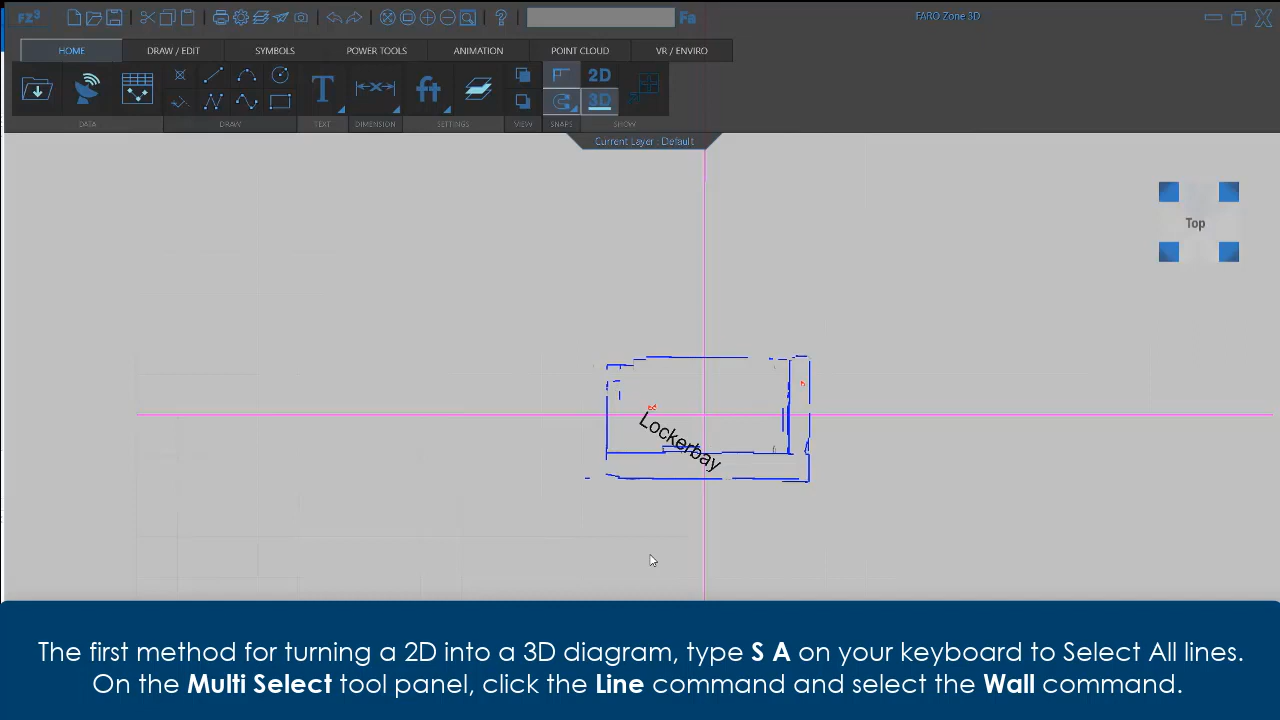 FZ3 Fa FARO Zone 3D
HOME DRAW / EDIT SYMBOLS POWER TOOLS ANIMATION POINT CLOUD VR / ENVIRO
T ft 2D
3D
DATA DRAW TEXT DIMENSION SETTINGS VIEW SNAPS SHOW
Current Layer : Default
Top
Lockerbay
The first method for turning a 2D into a 3D diagram, type S A on your keyboard to Select All lines.
On the Multi Select tool panel, click the Line command and select the Wall command.